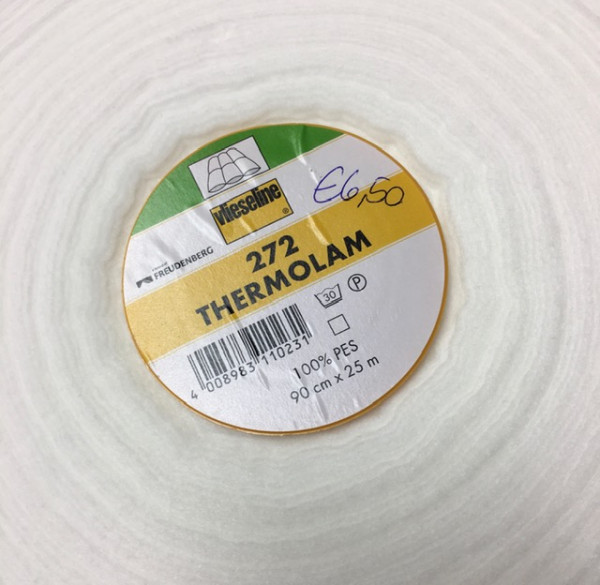 €6,50
vlieseline®
FREUDENBERG
272
THERMOLAM
30 P
4 008983 110231
100% PES
90 cm x 25 m